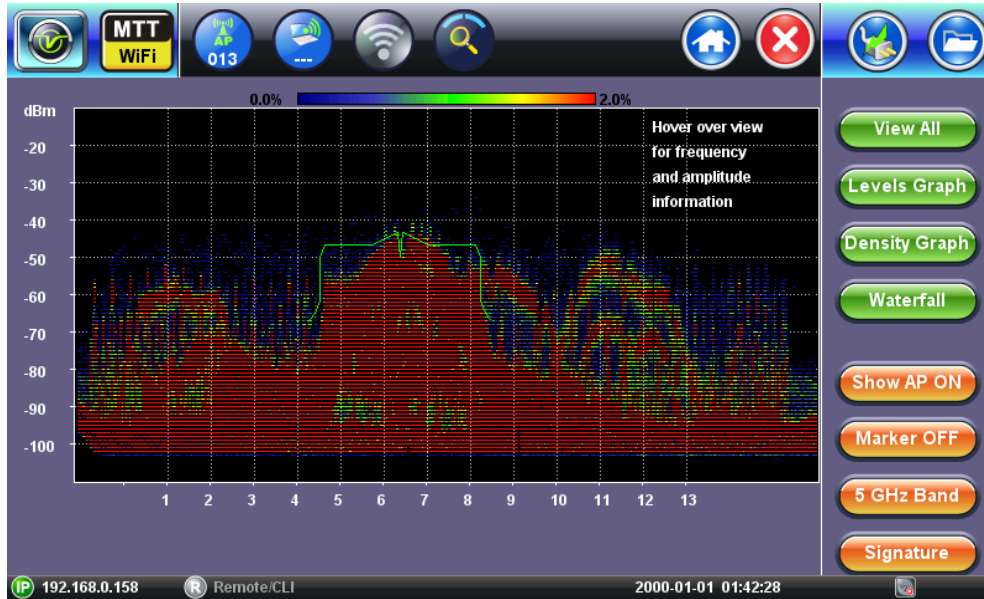 MTT
WiFi
AP
013
---
0.0%
2.0%
dBm
-20
-30
-40
-50
-60
-70
-80
-90
-100
Hover over view
for frequency
and amplitude
information
1 2 3 4 5 6 7 8 9 10 11 12 13
View All
Levels Graph
Density Graph
Waterfall
Show AP ON
Marker OFF
5 GHz Band
Signature
IP 192.168.0.158
R Remote/CLI
2000-01-01 01:42:28